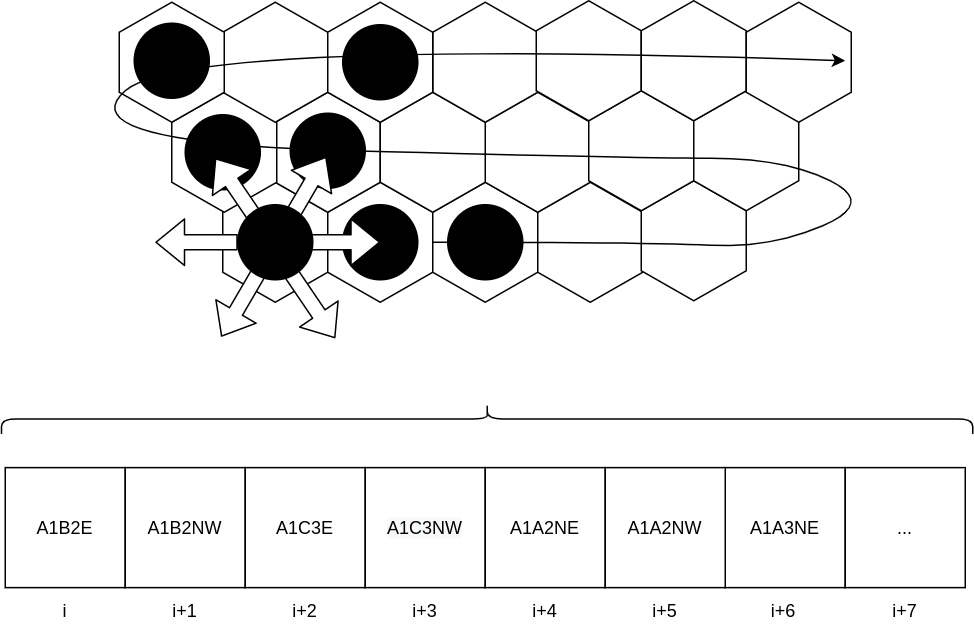 A1B2E A1B2NW A1C3E A1C3NW A1A2NE A1A2NW A1A3NE ...
i i+1 i+2 i+3 i+4 i+5 i+6 i+7